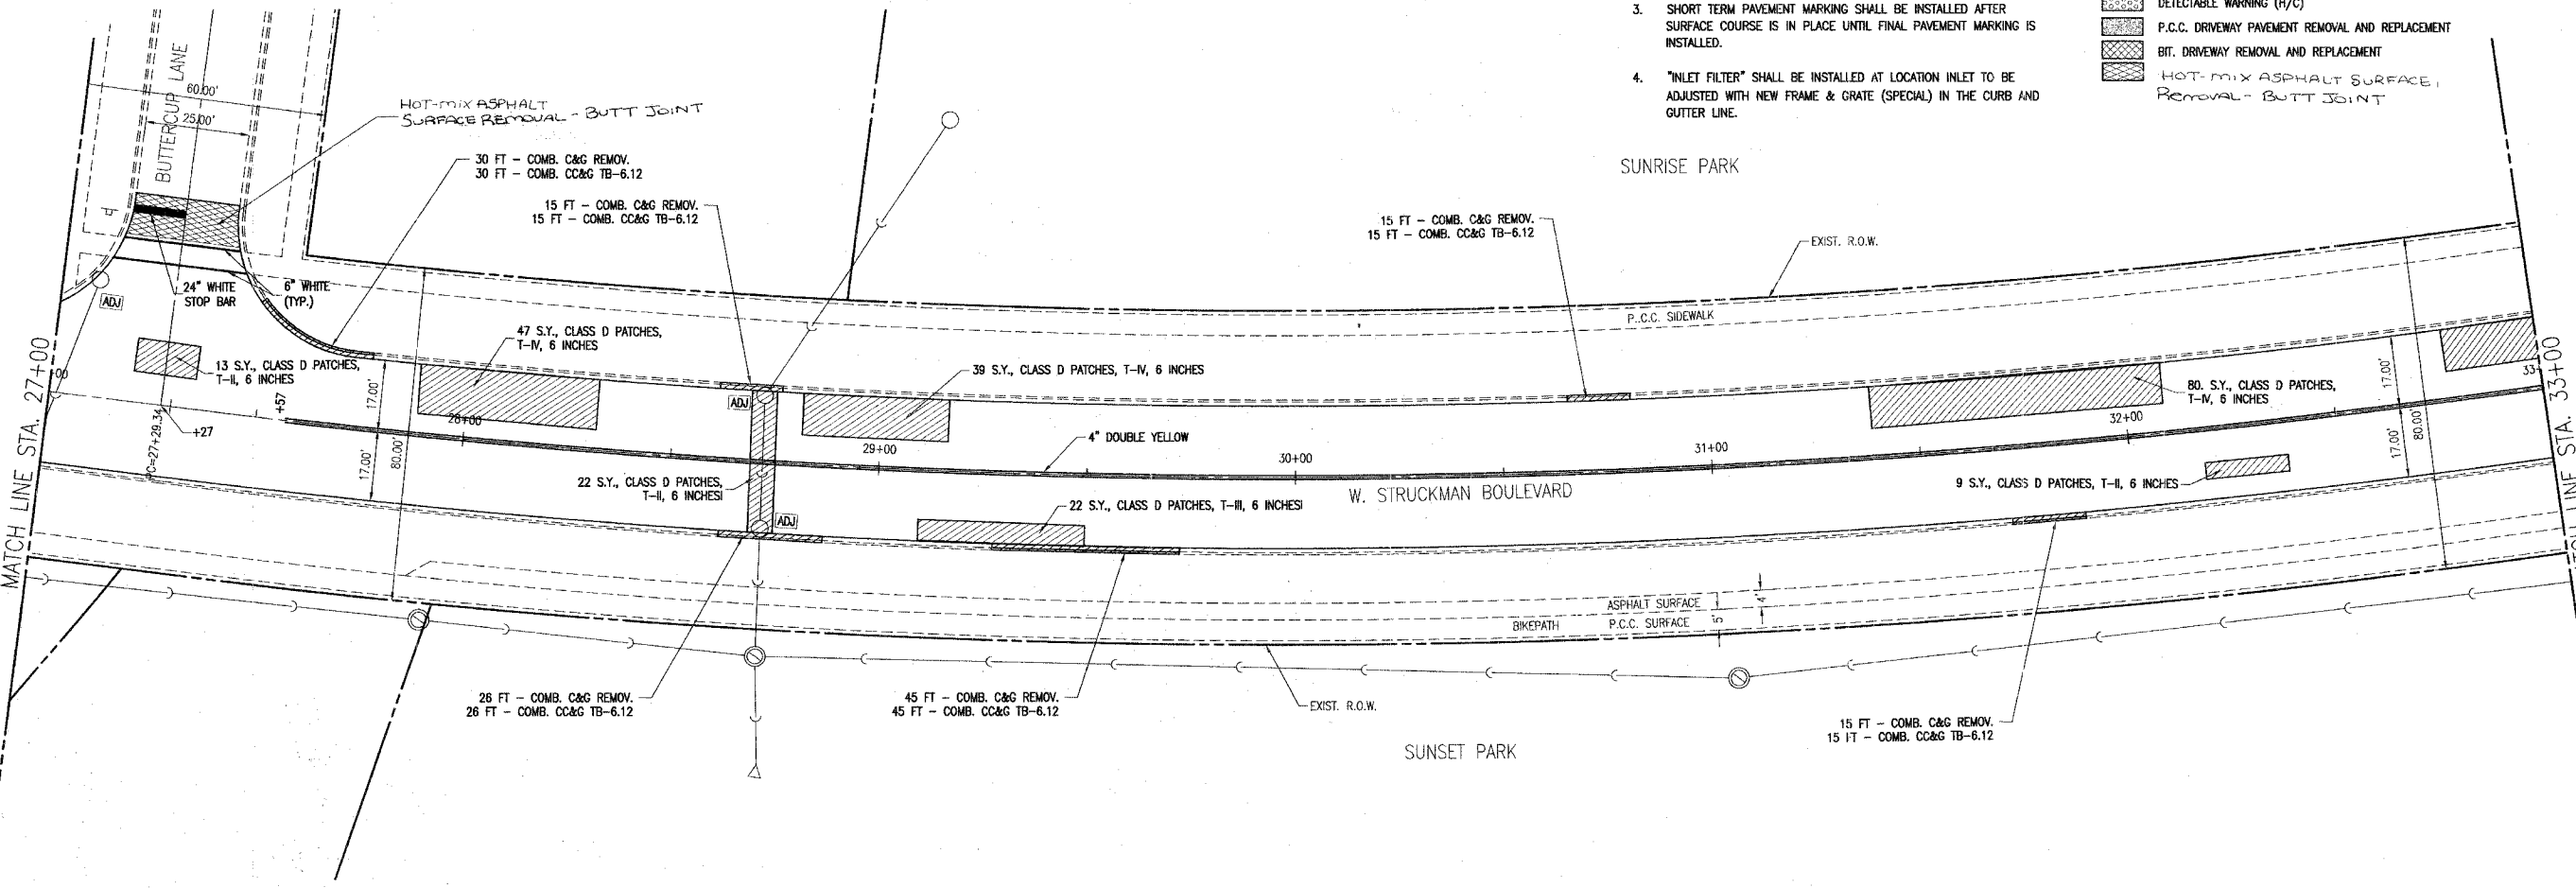 3. SHORT TERM PAVEMENT MARKING SHALL BE INSTALLED AFTER
SURFACE COURSE IS IN PLACE UNTIL FINAL PAVEMENT MARKING IS
INSTALLED.
4. "INLET FILTER" SHALL BE INSTALLED AT LOCATION INLET TO BE
ADJUSTED WITH NEW FRAME & GRATE (SPECIAL) IN THE CURB AND
GUTTER LINE.
DETECTABLE WARNING (H/C)
P.C.C. DRIVEWAY PAVEMENT REMOVAL AND REPLACEMENT
BIT. DRIVEWAY REMOVAL AND REPLACEMENT
HOT-MIX ASPHALT SURFACE,
REMOVAL - BUTT JOINT
BUTTERCUP LANE
60.00'
25.00'
HOT-MIX ASPHALT
SURFACE REMOVAL - BUTT JOINT
30 FT - COMB. C&G REMOV.
30 FT - COMB. CC&G TB-6.12
15 FT - COMB. C&G REMOV.
15 FT - COMB. CC&G TB-6.12
15 FT - COMB. C&G REMOV.
15 FT - COMB. CC&G TB-6.12
SUNRISE PARK
EXIST. R.O.W.
24" WHITE
STOP BAR
6" WHITE
(TYP.)
ADJ
P.C.C. SIDEWALK
47 S.Y., CLASS D PATCHES,
T-IV, 6 INCHES
13 S.Y., CLASS D PATCHES,
T-II, 6 INCHES
39 S.Y., CLASS D PATCHES, T-IV, 6 INCHES
80. S.Y., CLASS D PATCHES,
T-IV, 6 INCHES
MATCH LINE STA. 27+00
00
PC=27+29.34
+27
+57
17.00'
17.00'
80.00'
28+00
ADJ
29+00
4" DOUBLE YELLOW
30+00
31+00
32+00
33+
17.00'
17.00'
80.00'
LINE STA. 33+00
W. STRUCKMAN BOULEVARD
22 S.Y., CLASS D PATCHES,
T-II, 6 INCHES
ADJ
22 S.Y., CLASS D PATCHES, T-III, 6 INCHES
9 S.Y., CLASS D PATCHES, T-II, 6 INCHES
ASPHALT SURFACE
4'
BIKEPATH
P.C.C. SURFACE
5'
26 FT - COMB. C&G REMOV.
26 FT - COMB. CC&G TB-6.12
45 FT - COMB. C&G REMOV.
45 FT - COMB. CC&G TB-6.12
EXIST. R.O.W.
15 FT - COMB. C&G REMOV.
15 FT - COMB. CC&G TB-6.12
SUNSET PARK